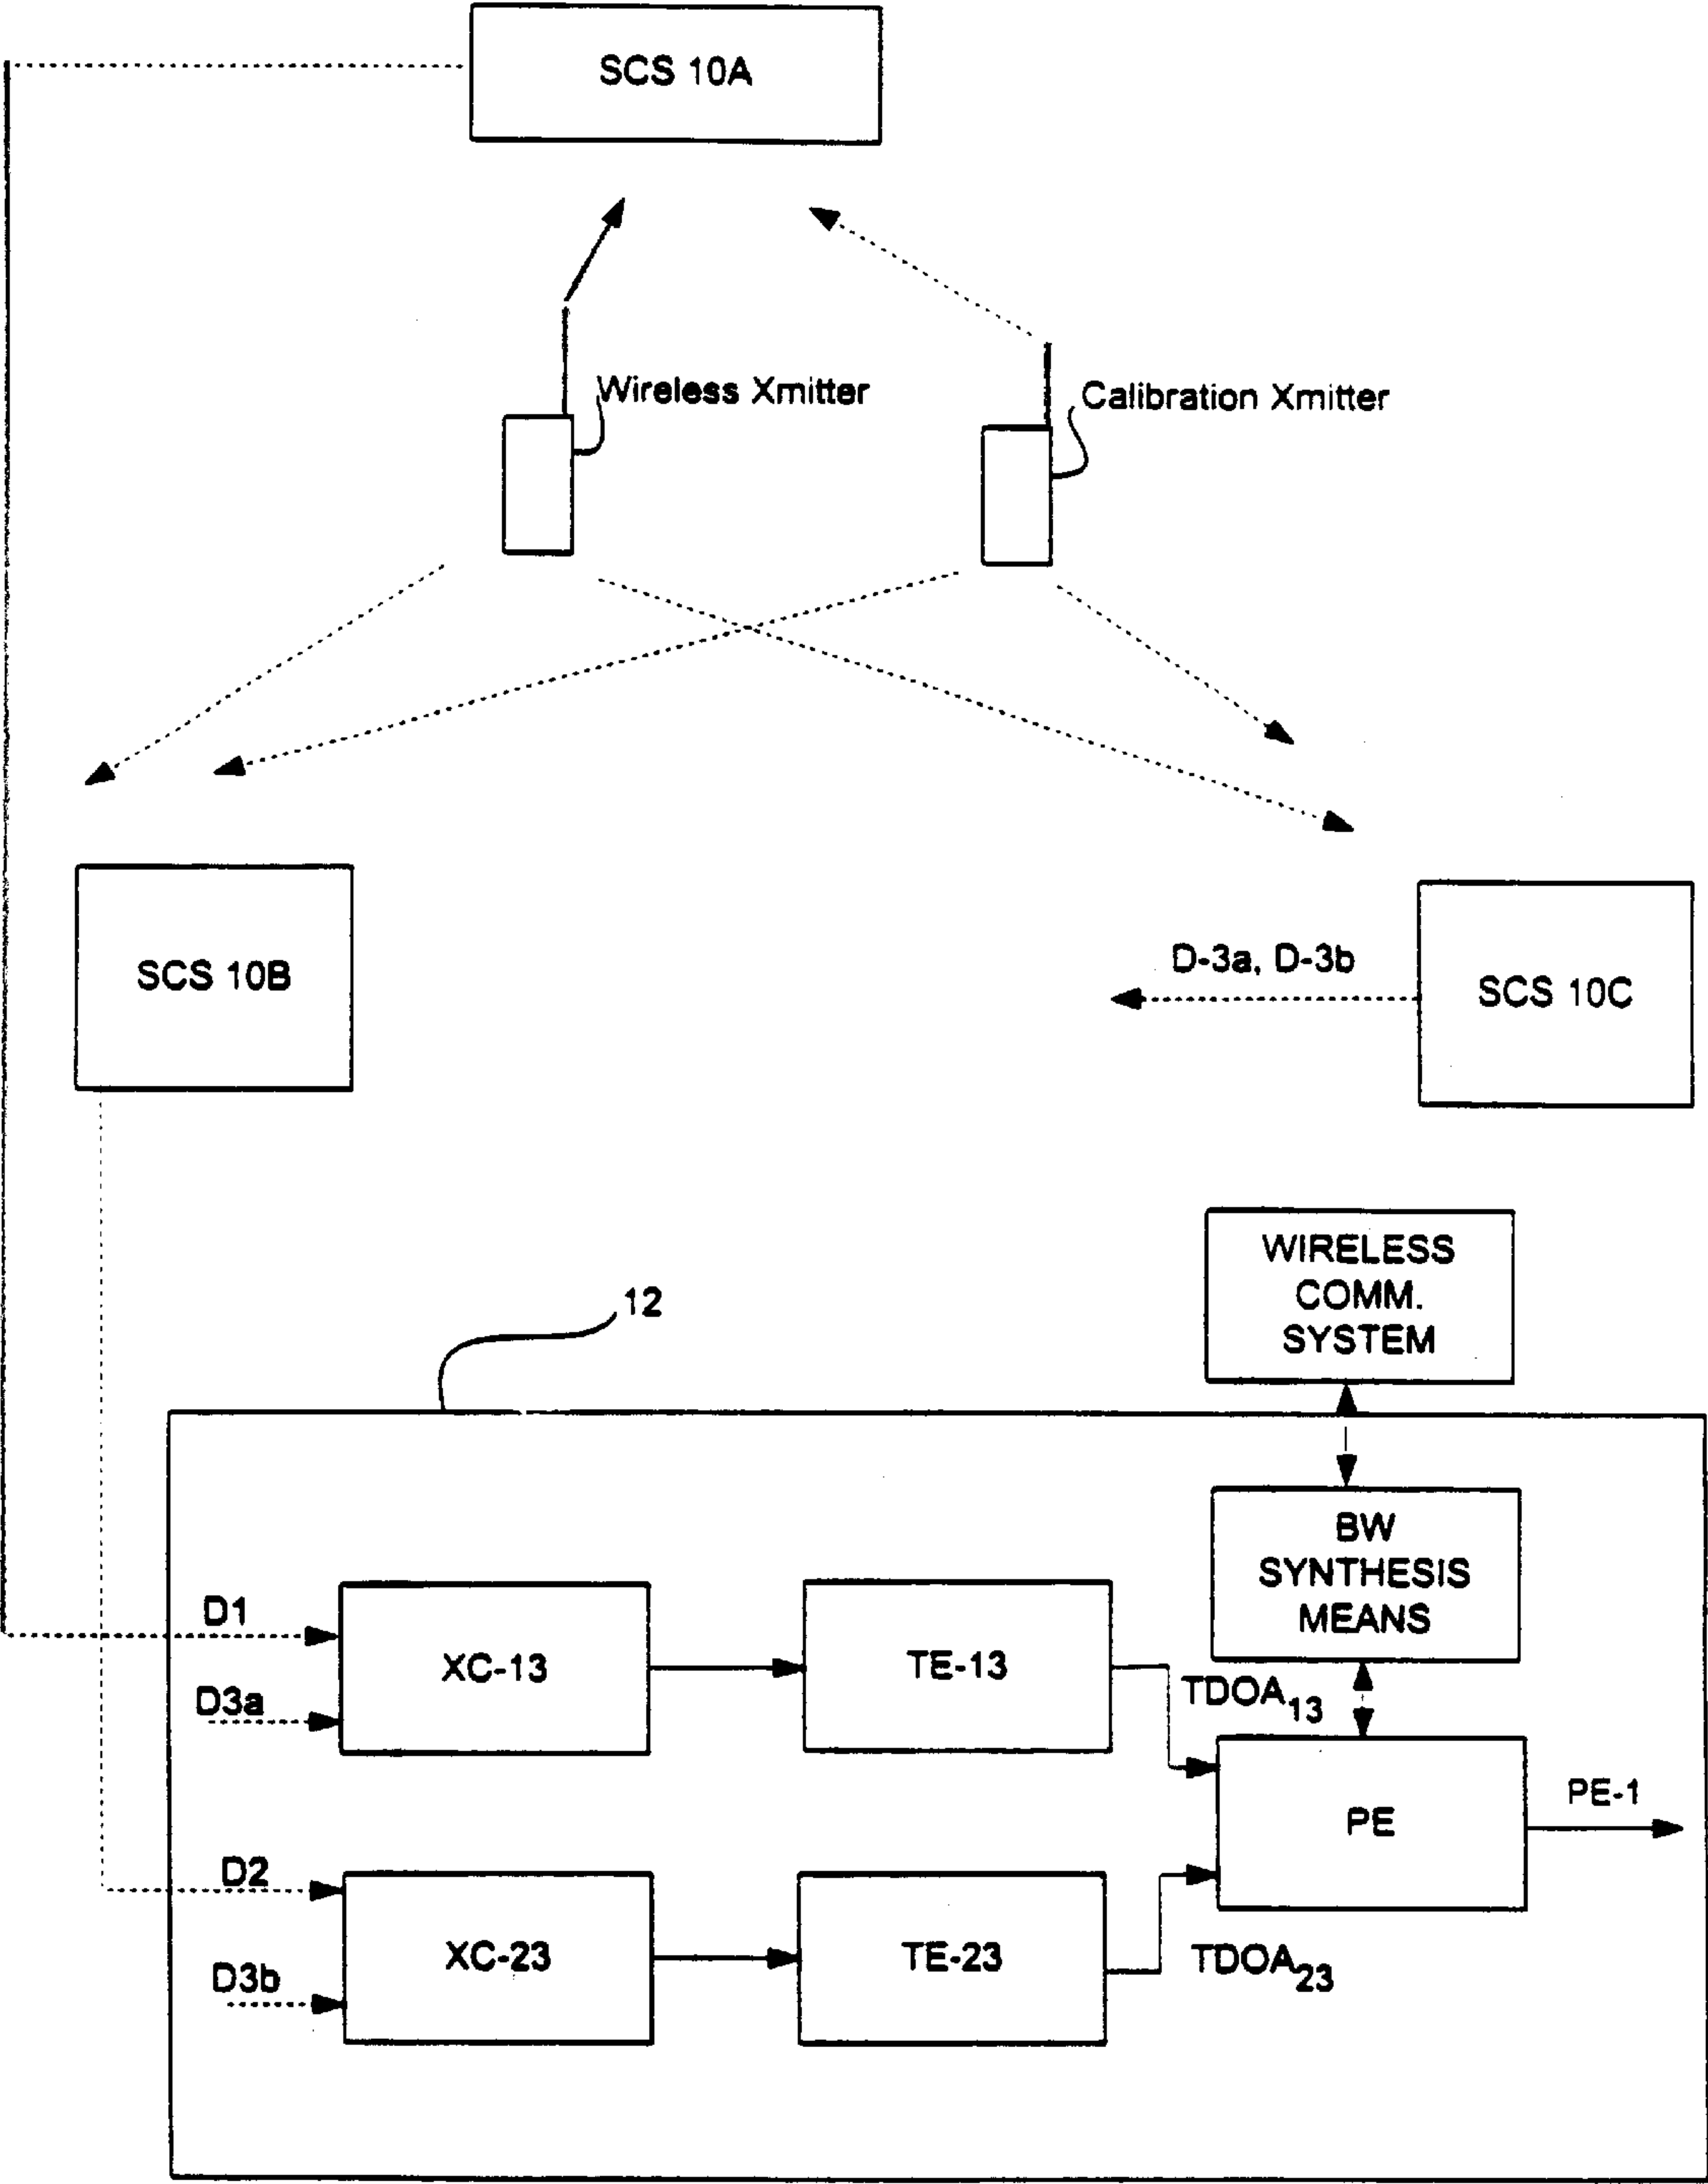 SCS 10A
Wireless Xmitter
Calibration Xmitter
SCS 10B
D-3a, D-3b
SCS 10C
WIRELESS
COMM.
SYSTEM
12
BW
SYNTHESIS
MEANS
D1
XC-13
TE-13
D3a
TDOA13
PE
PE-1
D2
XC-23
TE-23
TDOA23
D3b